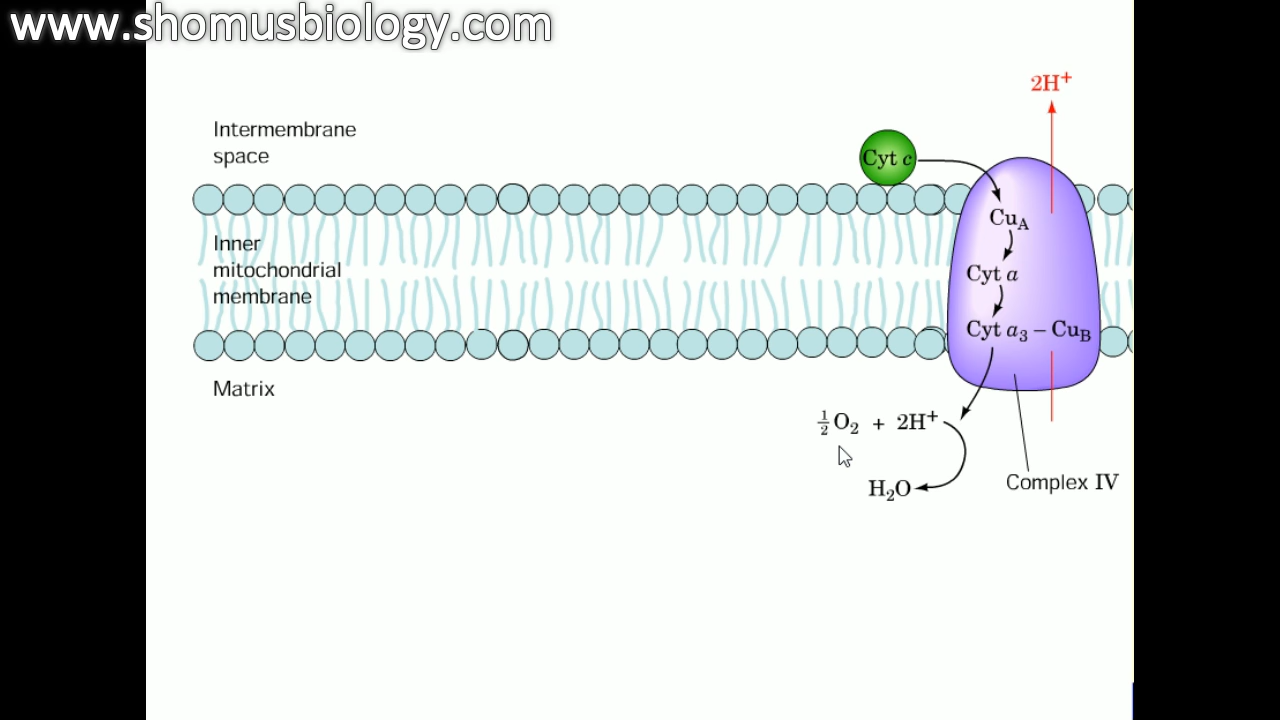 www.shomusbiology.com
2H⁺
Intermembrane
space
Cyt c
Cu_A
Inner
mitochondrial
membrane
Cyt a
Cyt a₃ – Cu_B
Matrix
½O₂ + 2H⁺
H₂O
Complex IV